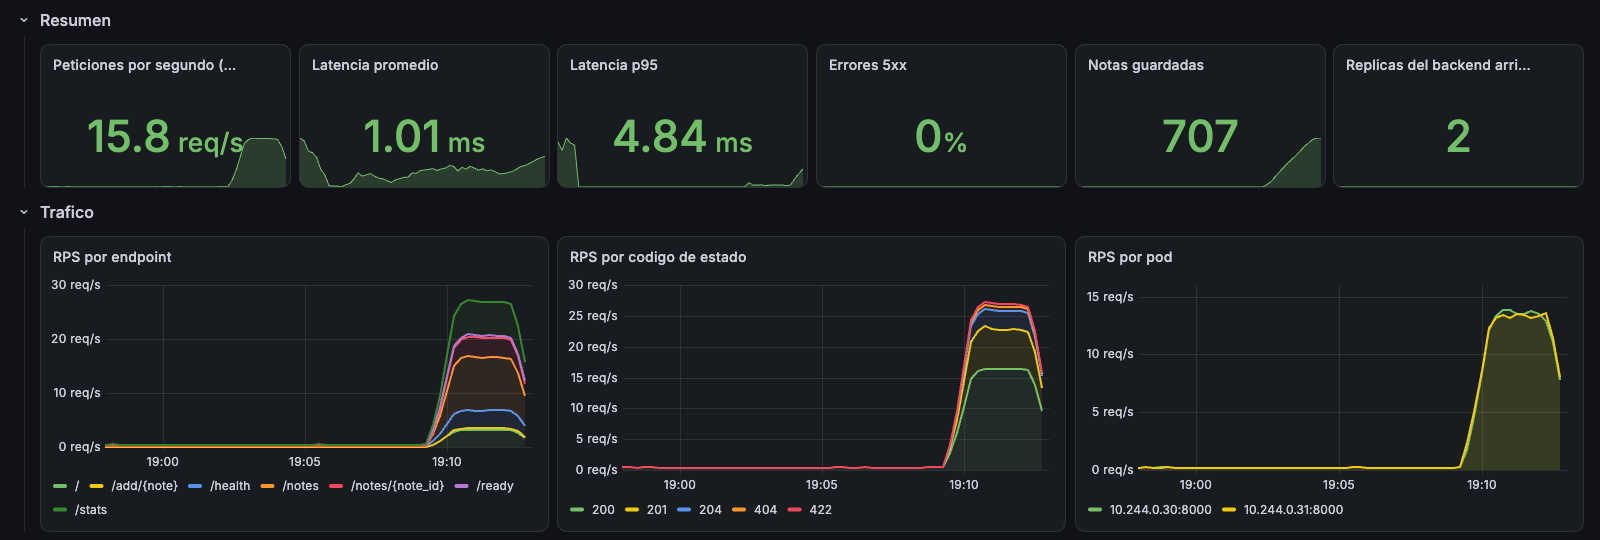 Resumen
Peticiones por segundo (...
Latencia promedio
Latencia p95
Errores 5xx
Notas guardadas
Replicas del backend arri...
15.8 req/s
1.01 ms
4.84 ms
0%
707
2
Trafico
RPS por endpoint
30 req/s
20 req/s
10 req/s
0 req/s
19:00 19:05 19:10
/ /add/{note} /health /notes /notes/{note_id} /ready
/stats
RPS por codigo de estado
30 req/s
25 req/s
20 req/s
15 req/s
10 req/s
5 req/s
0 req/s
19:00 19:05 19:10
200 201 204 404 422
RPS por pod
15 req/s
10 req/s
5 req/s
0 req/s
19:00 19:05 19:10
10.244.0.30:8000 10.244.0.31:8000